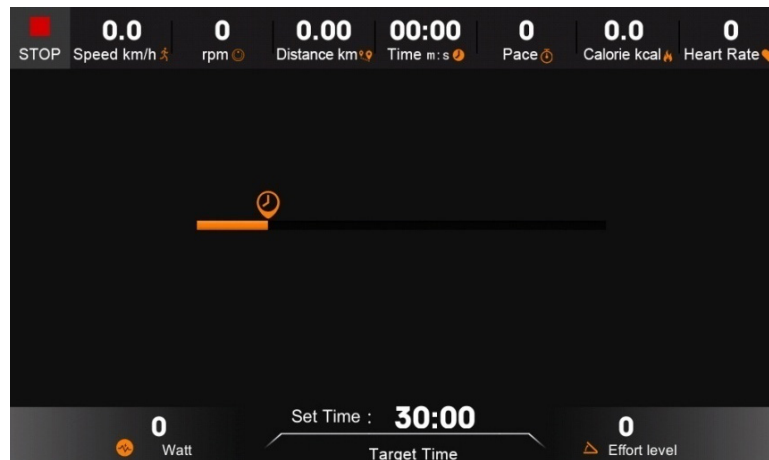 0.0 0 0.00 00:00 0 0.0 0
STOP Speed km/h rpm Distance km Time m:s Pace Calorie kcal Heart Rate
Set Time : 30:00
0 0
Watt Target Time Effort level